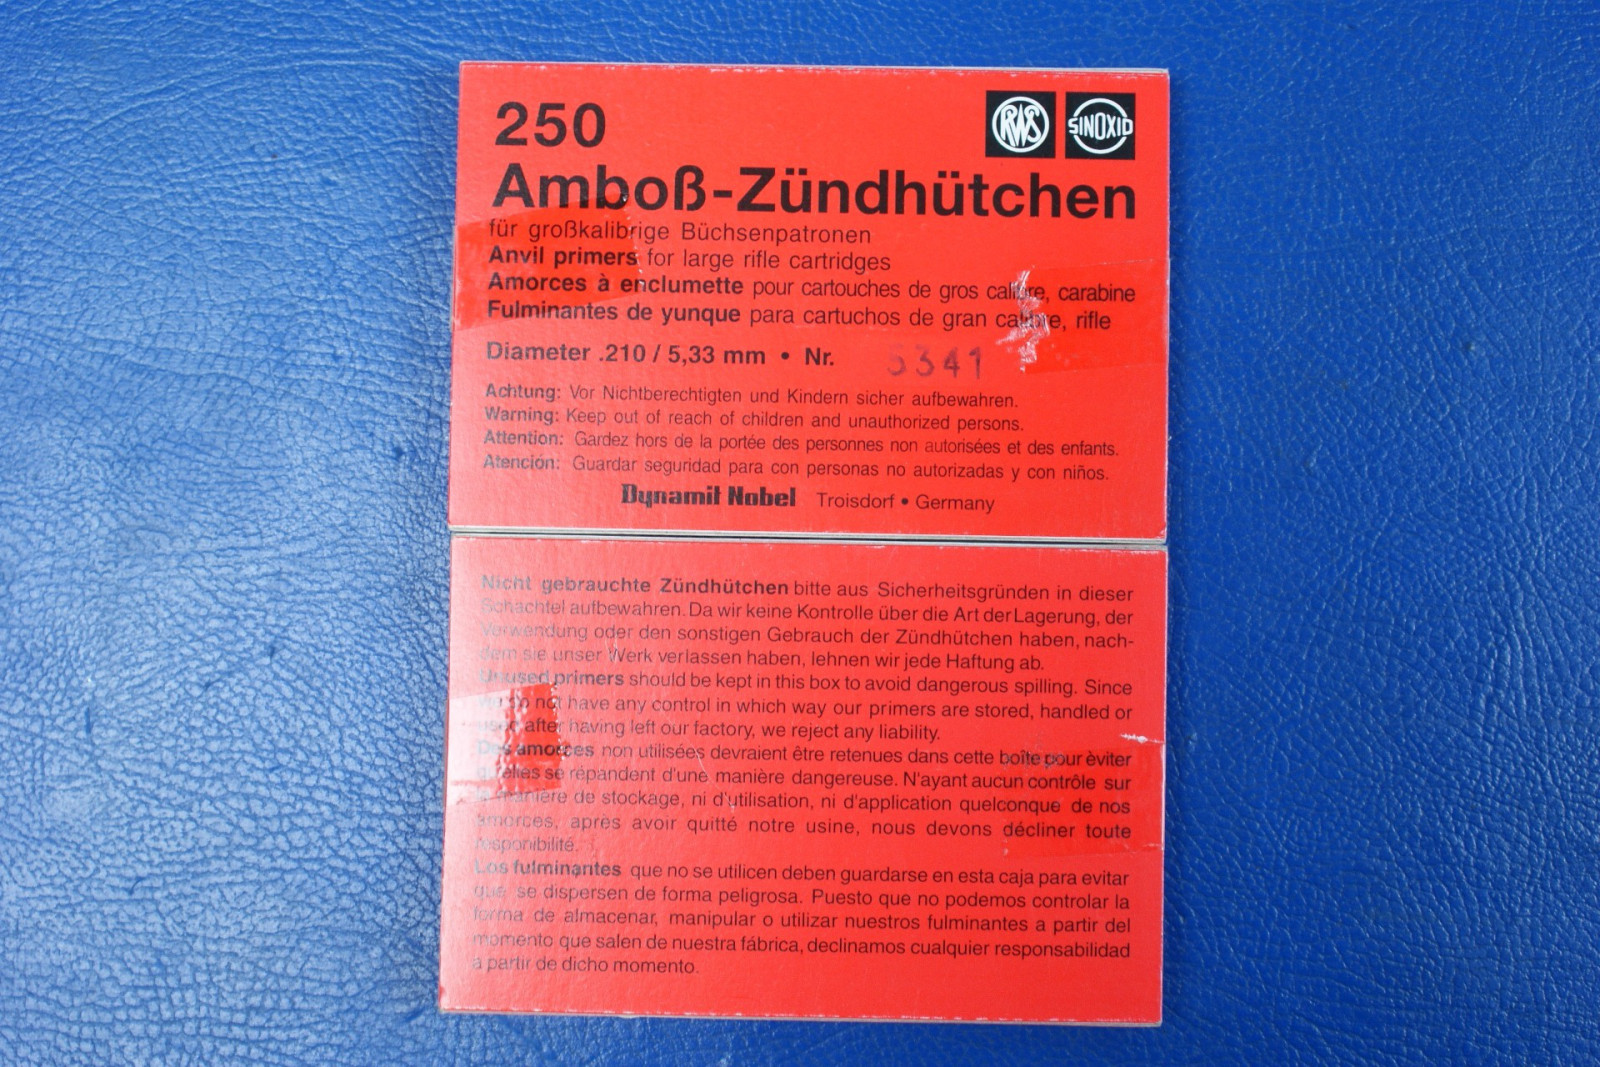 250
RWS
SINOXID
Amboß-Zündhütchen
für großkalibrige Büchsenpatronen
Anvil primers for large rifle cartridges
Amorces à enclumette pour cartouches de gros calibre, carabine
Fulminantes de yunque para cartuchos de gran calibre, rifle
Diameter .210 / 5,33 mm • Nr. 5341
Achtung: Vor Nichtberechtigten und Kindern sicher aufbewahren.
Warning: Keep out of reach of children and unauthorized persons.
Attention: Gardez hors de la portée des personnes non autorisées et des enfants.
Atención: Guardar seguridad para con personas no autorizadas y con niños.
Dynamit Nobel Troisdorf • Germany
Nicht gebrauchte Zündhütchen bitte aus Sicherheitsgründen in dieser
Schachtel aufbewahren. Da wir keine Kontrolle über die Art der Lagerung, der
Verwendung oder den sonstigen Gebrauch der Zündhütchen haben, nach-
dem sie unser Werk verlassen haben, lehnen wir jede Haftung ab.
Unused primers should be kept in this box to avoid dangerous spilling. Since
we do not have any control in which way our primers are stored, handled or
used after having left our factory, we reject any liability.
Des amorces non utilisées devraient être retenues dans cette boîte pour èviter
qu'elles se répandent d'une manière dangereuse. N'ayant aucun contrôle sur
la manière de stockage, ni d'utilisation, ni d'application quelconque de nos
amorces, après avoir quitté notre usine, nous devons décliner toute
responibilité.
Los fulminantes que no se utilicen deben guardarse en esta caja para evitar
que se dispersen de forma peligrosa. Puesto que no podemos controlar la
forma de almacenar, manipular o utilizar nuestros fulminantes a partir del
momento que salen de nuestra fábrica, declinamos cualquier responsabilidad
a partir de dicho momento.